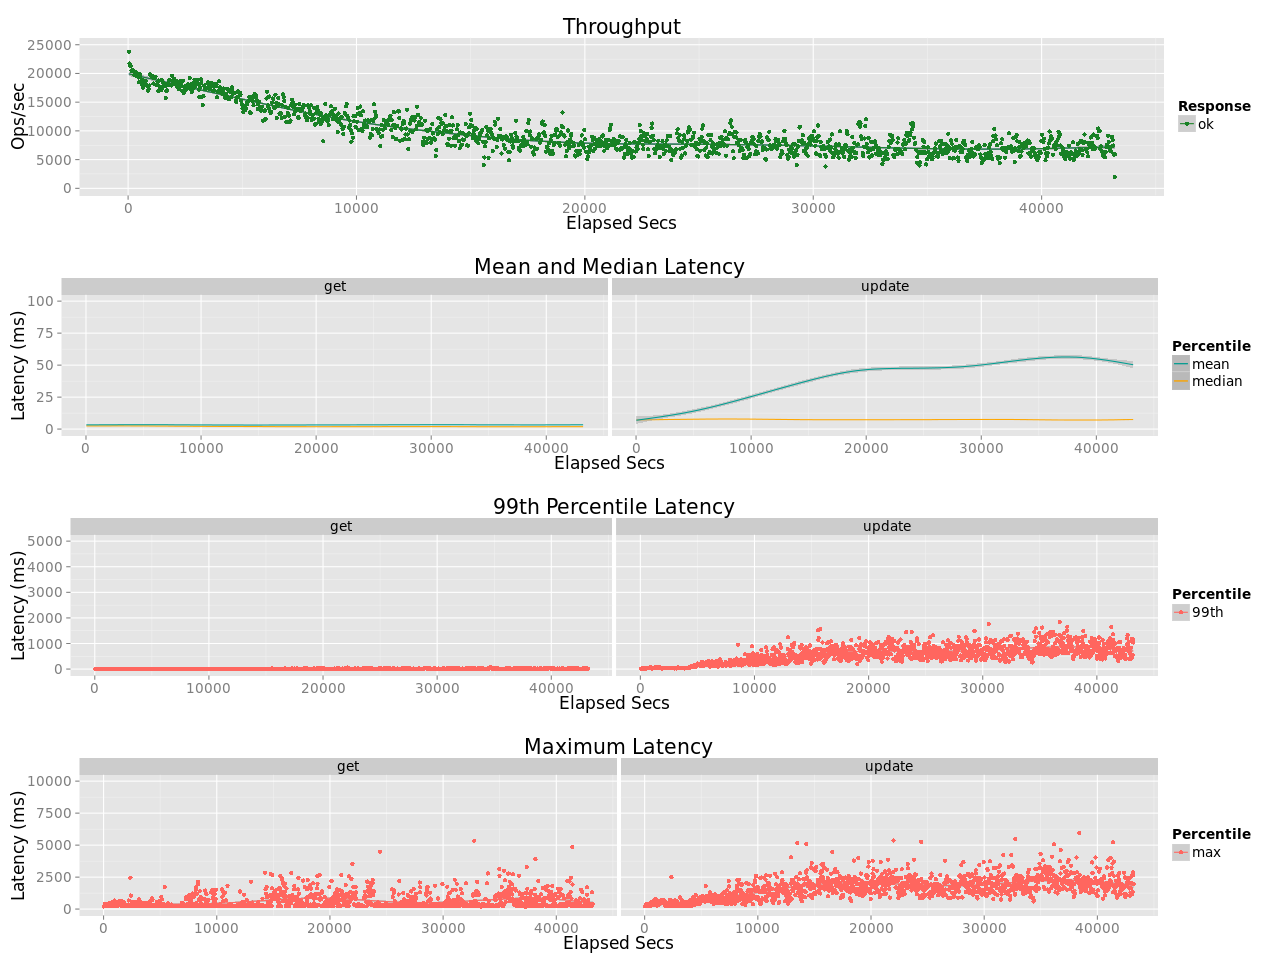 Throughput
25000
20000
15000
10000
5000
0
Ops/sec
0 10000 20000 30000 40000
Elapsed Secs
Response
ok
Mean and Median Latency
get update
100
75
50
25
0
Latency (ms)
0 10000 20000 30000 40000 0 10000 20000 30000 40000
Elapsed Secs
Percentile
mean
median
99th Percentile Latency
get update
5000
4000
3000
2000
1000
0
Latency (ms)
0 10000 20000 30000 40000 0 10000 20000 30000 40000
Elapsed Secs
Percentile
99th
Maximum Latency
get update
10000
7500
5000
2500
0
Latency (ms)
0 10000 20000 30000 40000 0 10000 20000 30000 40000
Elapsed Secs
Percentile
max